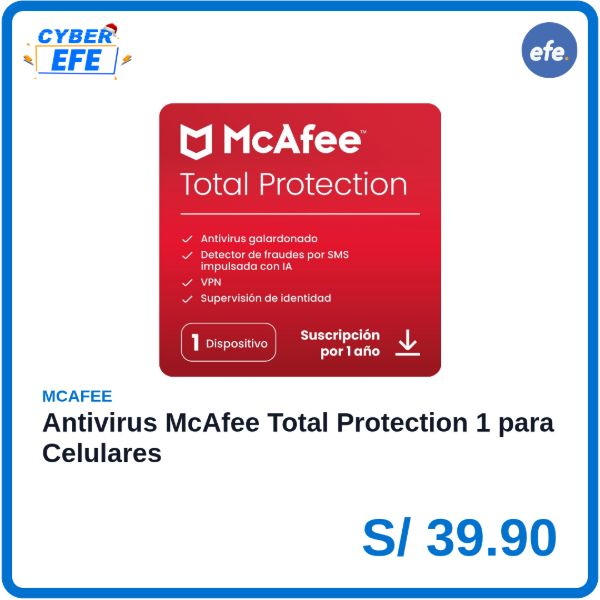 CYBER
EFE
efe.
McAfee™
Total Protection
Antivirus galardonado
Detector de fraudes por SMS
impulsada con IA
VPN
Supervisión de identidad
1 Dispositivo
Suscripción
por 1 año
MCAFEE
Antivirus McAfee Total Protection 1 para
Celulares
S/ 39.90